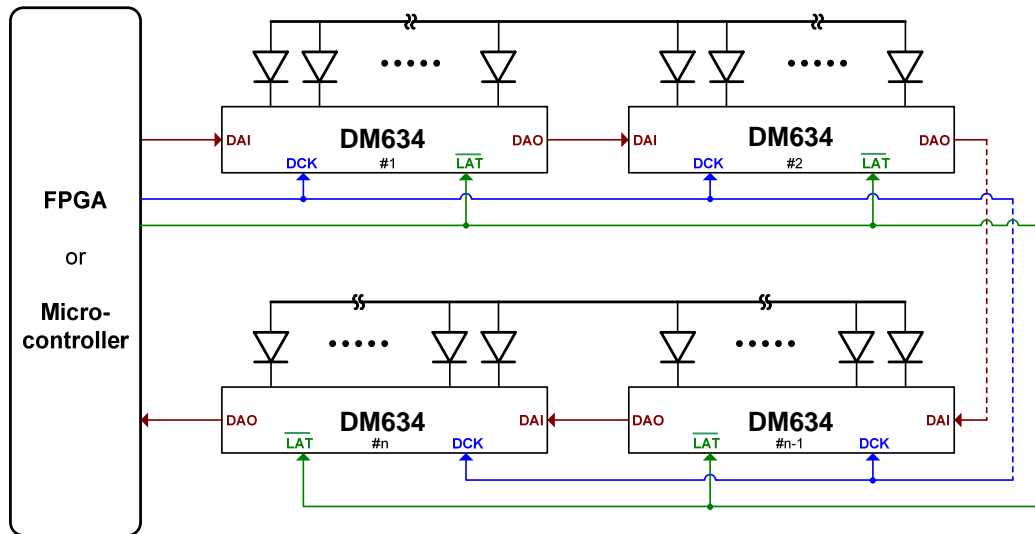 FPGA
or
Micro-
controller
DAI DM634 DAO
DCK #1 LAT
DAI DM634 DAO
DCK #2 LAT
DAO DM634 DAI
LAT #n DCK
DAO DM634 DAI
LAT #n-1 DCK